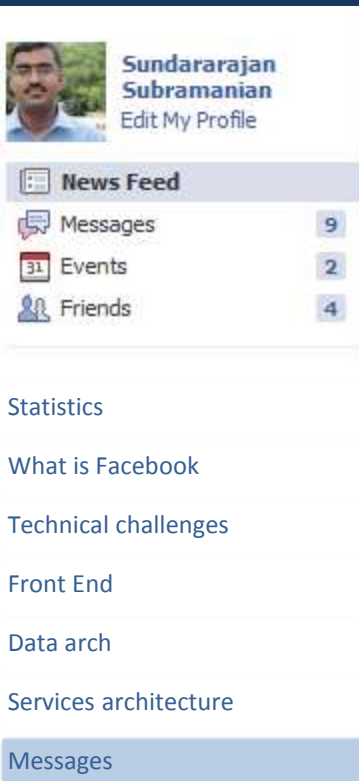 Sundararajan
Subramanian
Edit My Profile
News Feed
Messages 9
31 Events 2
Friends 4
Statistics
What is Facebook
Technical challenges
Front End
Data arch
Services architecture
Messages